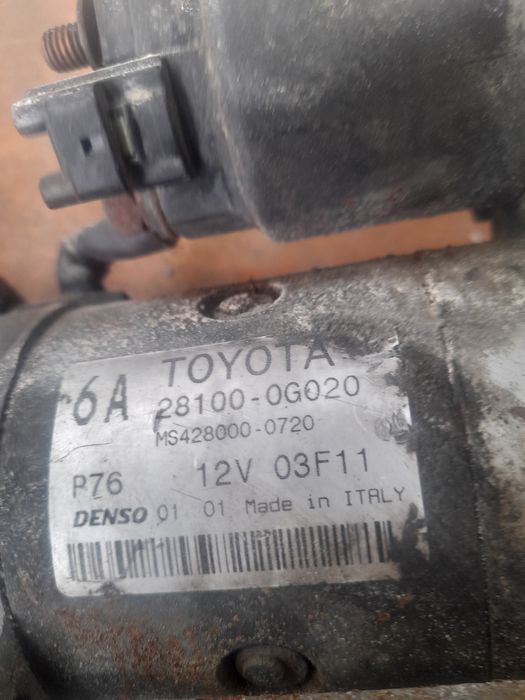 TOYOTA
6A 28100-0G020
MS428000-0720
P76 12V 03F11
DENSO 01 01 Made in ITALY